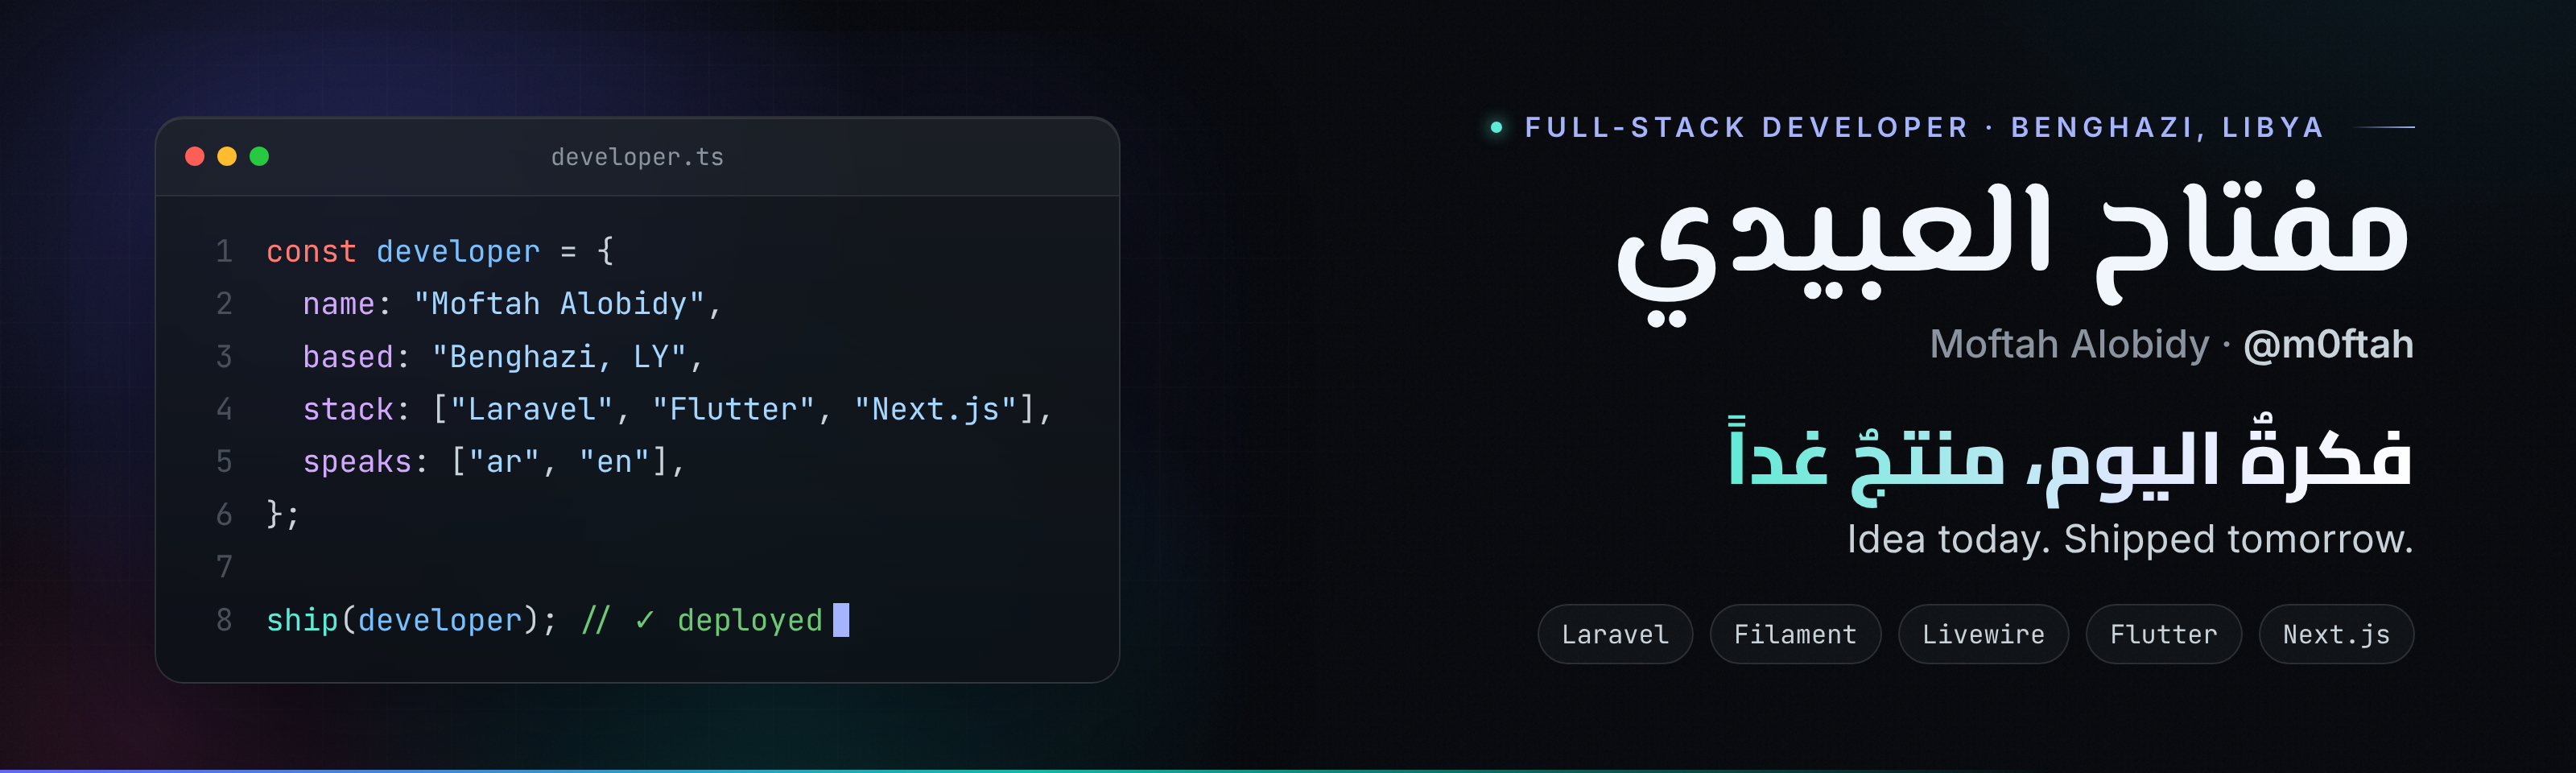 developer.ts
1 const developer = {
2 name: "Moftah Alobidy",
3 based: "Benghazi, LY",
4 stack: ["Laravel", "Flutter", "Next.js"],
5 speaks: ["ar", "en"],
6 };
7
8 ship(developer); // ✓ deployed
FULL-STACK DEVELOPER · BENGHAZI, LIBYA
مفتاح العبيدي
Moftah Alobidy · @m0ftah
فكرةٌ اليوم، منتجٌ غداً
Idea today. Shipped tomorrow.
Laravel Filament Livewire Flutter Next.js